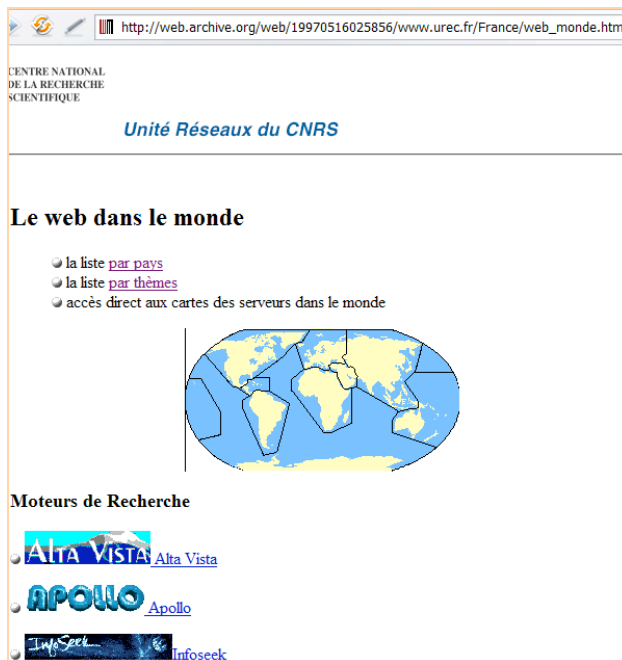 http://web.archive.org/web/19970516025856/www.urec.fr/France/web_monde.htm
CENTRE NATIONAL
DE LA RECHERCHE
SCIENTIFIQUE
Unité Réseaux du CNRS
Le web dans le monde
la liste par pays
la liste par thèmes
accès direct aux cartes des serveurs dans le monde
Moteurs de Recherche
ALTA VISTA Alta Vista
APOLLO Apollo
InfoSeek Infoseek